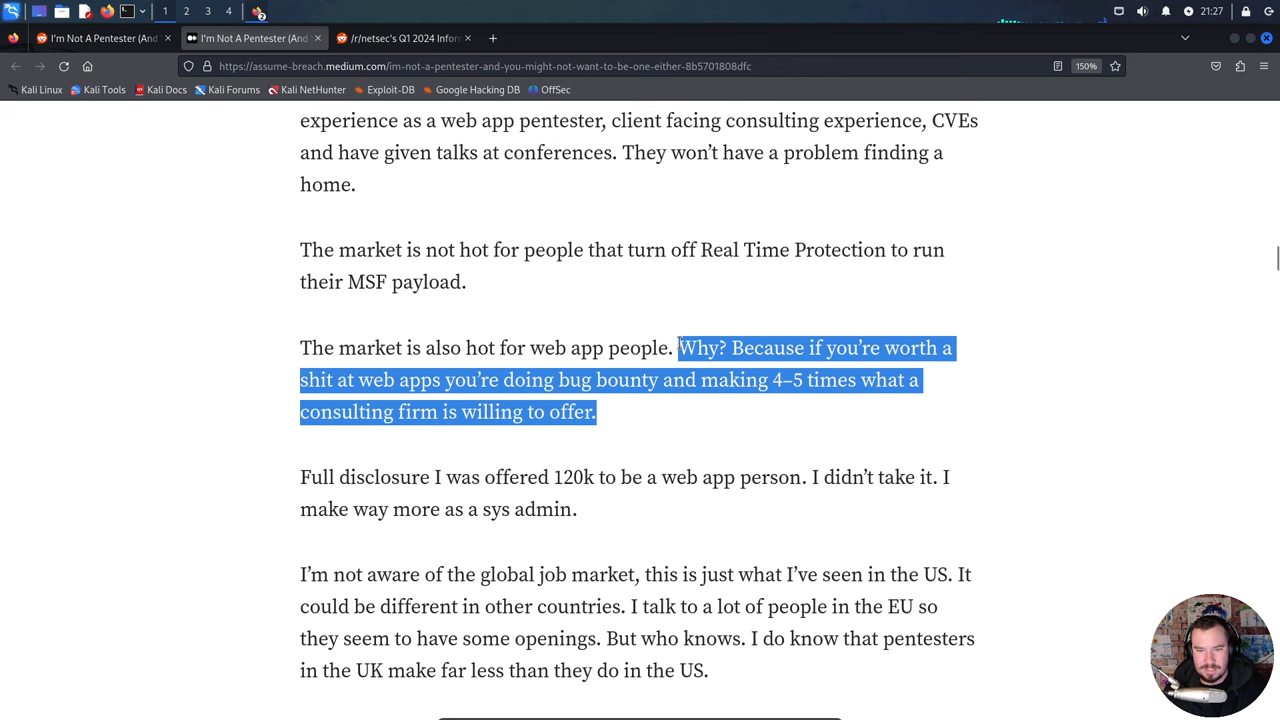 1 2 3 4 2 21:27
I'm Not A Pentester (And × I'm Not A Pentester (And × /r/netsec's Q1 2024 Inforr × +
https://assume-breach.medium.com/im-not-a-pentester-and-you-might-not-want-to-be-one-either-8b5701808dfc 150%
Kali Linux Kali Tools Kali Docs Kali Forums Kali NetHunter Exploit-DB Google Hacking DB OffSec
experience as a web app pentester, client facing consulting experience, CVEs
and have given talks at conferences. They won't have a problem finding a
home.
The market is not hot for people that turn off Real Time Protection to run
their MSF payload.
The market is also hot for web app people. Why? Because if you're worth a
shit at web apps you're doing bug bounty and making 4–5 times what a
consulting firm is willing to offer.
Full disclosure I was offered 120k to be a web app person. I didn't take it. I
make way more as a sys admin.
I'm not aware of the global job market, this is just what I've seen in the US. It
could be different in other countries. I talk to a lot of people in the EU so
they seem to have some openings. But who knows. I do know that pentesters
in the UK make far less than they do in the US.